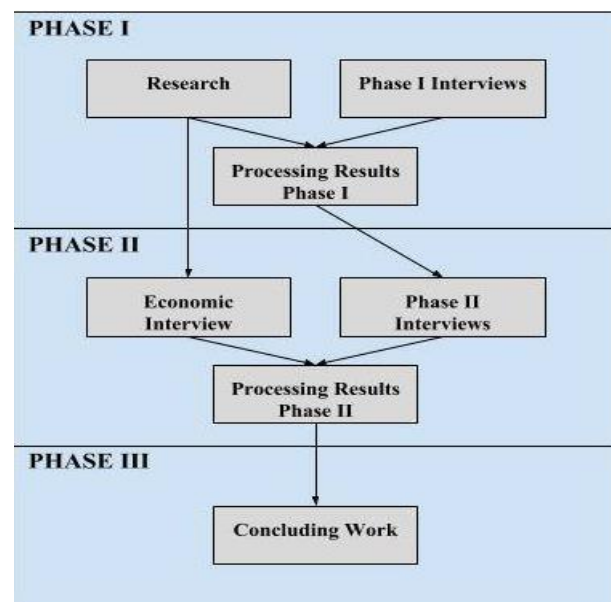 PHASE I
Research
Phase I Interviews
Processing Results
Phase I
PHASE II
Economic
Interview
Phase II
Interviews
Processing Results
Phase II
PHASE III
Concluding Work